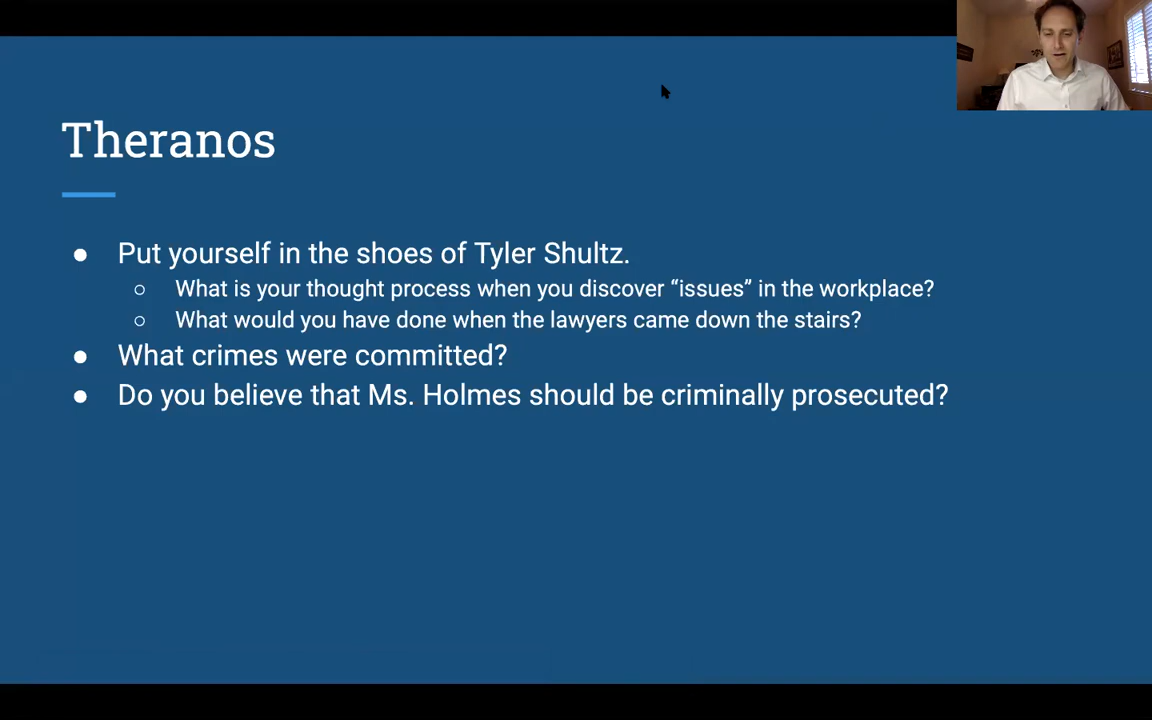 Theranos
● Put yourself in the shoes of Tyler Shultz.
○ What is your thought process when you discover “issues” in the workplace?
○ What would you have done when the lawyers came down the stairs?
● What crimes were committed?
● Do you believe that Ms. Holmes should be criminally prosecuted?